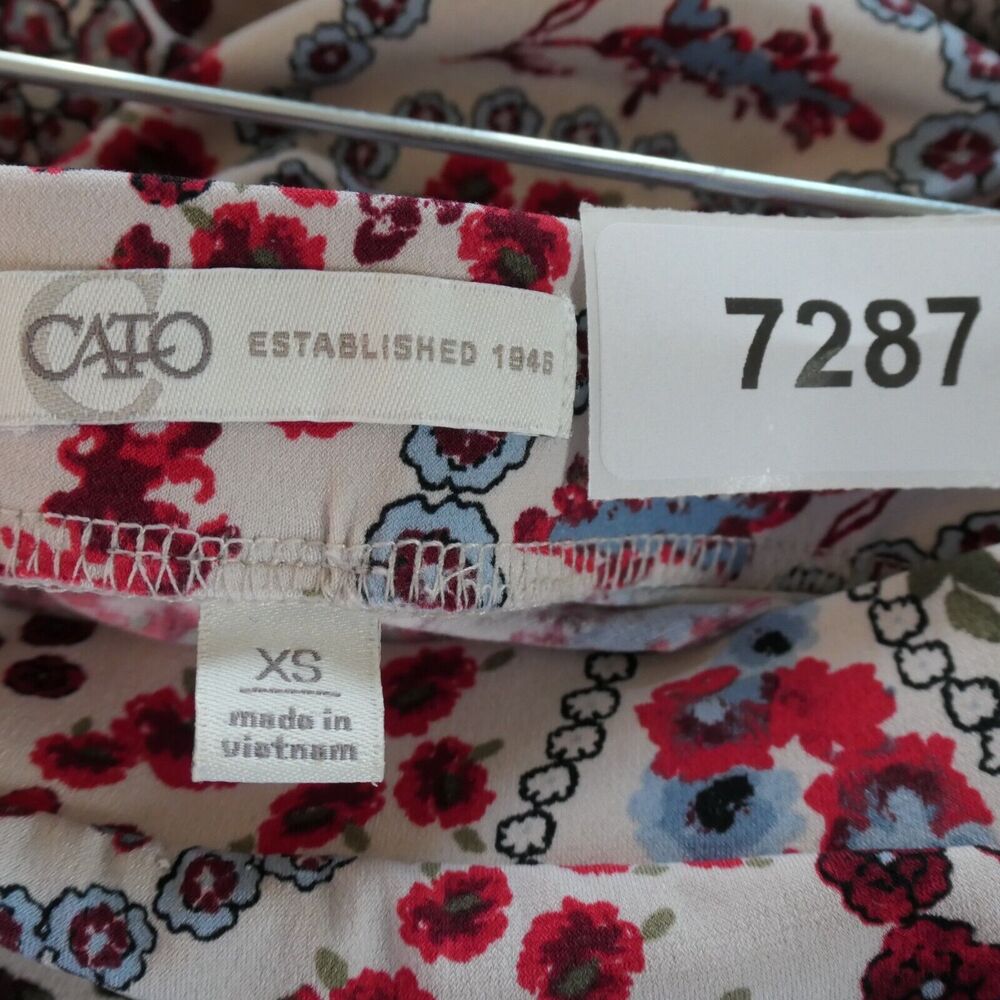 CATO ESTABLISHED 1946
7287
XS
made in
vietnam